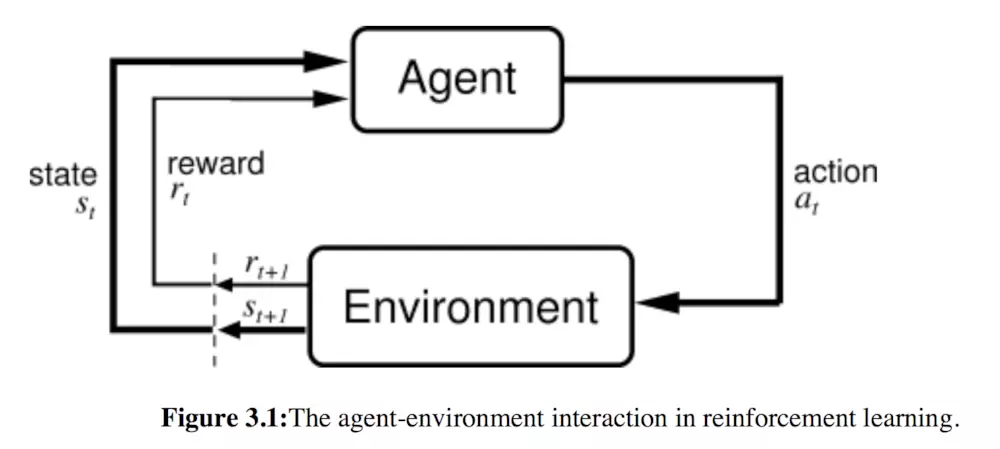 Agent
state
s_t
reward
r_t
action
a_t
r_{t+1}
s_{t+1}
Environment
Figure 3.1:The agent-environment interaction in reinforcement learning.